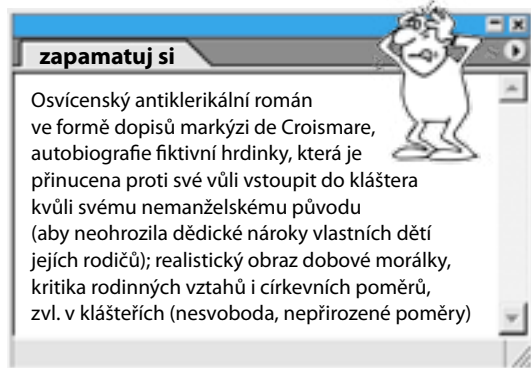 zapamatuj si
Osvícenský antiklerikální román
ve formě dopisů markýzi de Croismare,
autobiografie fiktivní hrdinky, která je
přinucena proti své vůli vstoupit do kláštera
kvůli svému nemanželskému původu
(aby neohrozila dědické nároky vlastních dětí
jejích rodičů); realistický obraz dobové morálky,
kritika rodinných vztahů i církevních poměrů,
zvl. v klášteřích (nesvoboda, nepřirozené poměry)